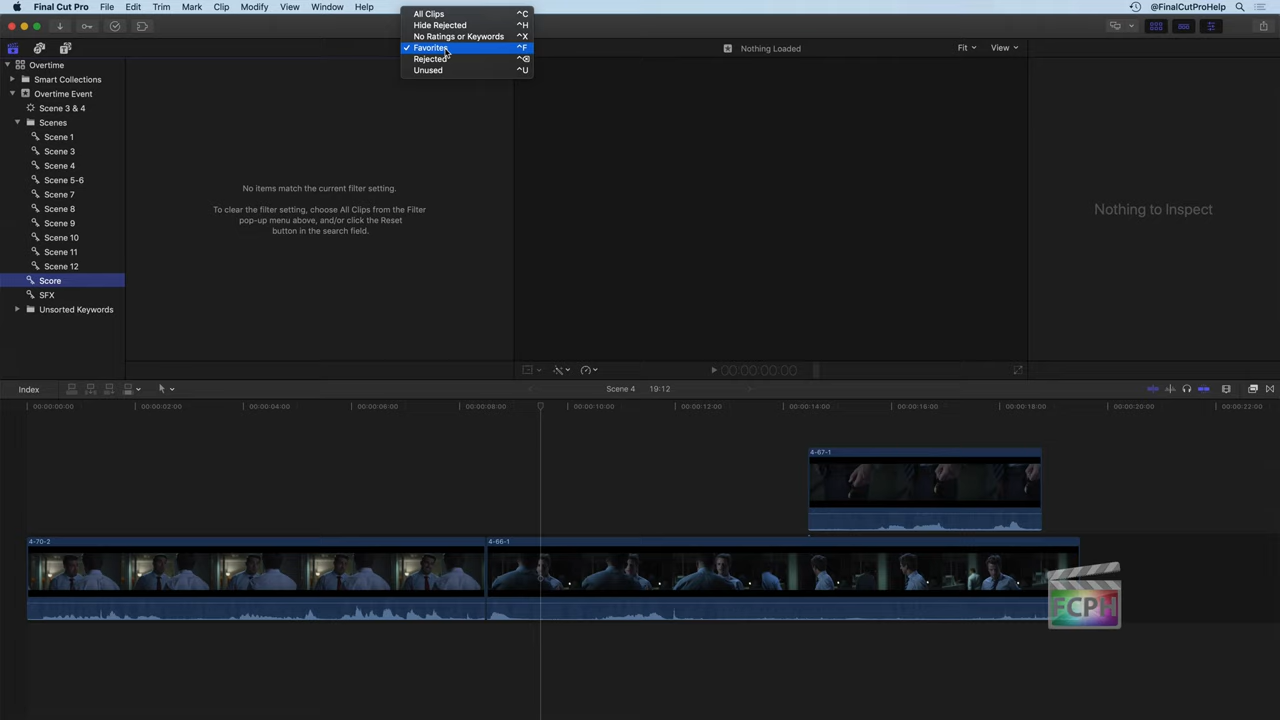 Final Cut Pro File Edit Trim Mark Clip Modify View Window Help @FinalCutProHelp
All Clips ^C
Hide Rejected ^H
No Ratings or Keywords ^X
✓ Favorites ^F
Rejected ^⌫
Unused ^U
Nothing Loaded Fit View
Overtime
Smart Collections
Overtime Event
Scene 3 & 4
Scenes
Scene 1
Scene 3
Scene 4
Scene 5-6
Scene 7
Scene 8
Scene 9
Scene 10
Scene 11
Scene 12
Score
SFX
Unsorted Keywords
No items match the current filter setting.
To clear the filter setting, choose All Clips from the Filter
pop-up menu above, and/or click the Reset
button in the search field.
Nothing to Inspect
00:00:00:00
Index Scene 4 19:12
00:00:00:00 00:00:02:00 00:00:04:00 00:00:06:00 00:00:08:00 00:00:10:00 00:00:12:00 00:00:14:00 00:00:16:00 00:00:18:00 00:00:20:00 00:00:22:00
4-67-1
4-70-2 4-66-1
FCPH